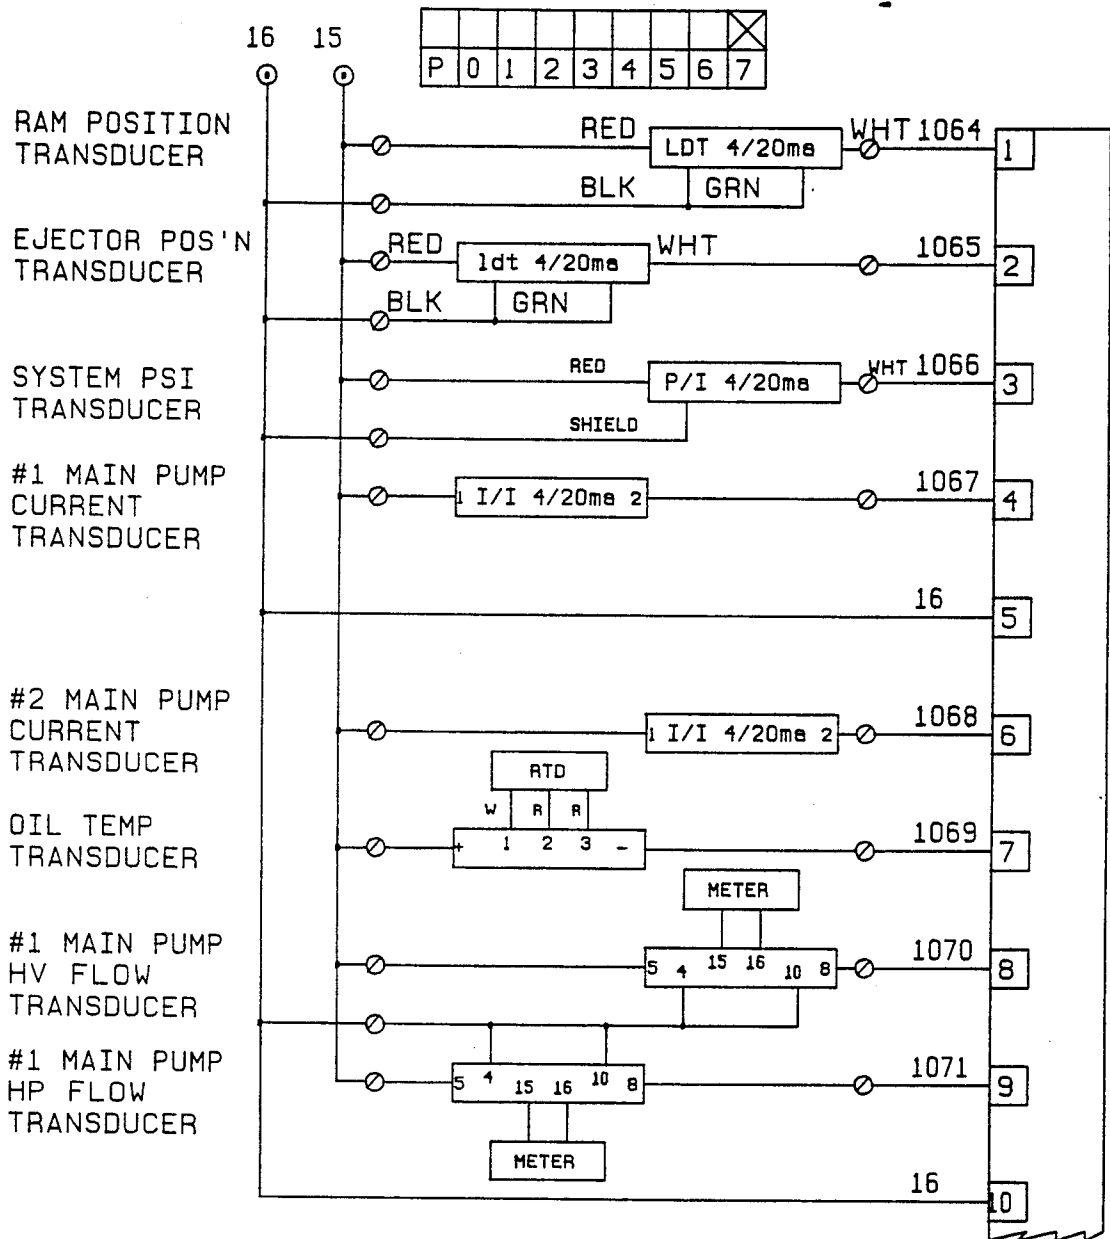 16 15
P 0 1 2 3 4 5 6 7
RAM POSITION
TRANSDUCER
RED
LDT 4/20ma
WHT 1064
1
BLK GRN
EJECTOR POS'N
TRANSDUCER
RED
ldt 4/20ma
WHT
1065
2
BLK GRN
SYSTEM PSI
TRANSDUCER
RED
P/I 4/20ma
WHT 1066
3
SHIELD
#1 MAIN PUMP
CURRENT
TRANSDUCER
1 I/I 4/20ma 2
1067
4
16
5
#2 MAIN PUMP
CURRENT
TRANSDUCER
1 I/I 4/20ma 2
1068
6
RTD
W R R
OIL TEMP
TRANSDUCER
+ 1 2 3 -
1069
7
METER
#1 MAIN PUMP
HV FLOW
TRANSDUCER
5 4 15 16 10 8
1070
8
#1 MAIN PUMP
HP FLOW
TRANSDUCER
5 4 15 16 10 8
1071
9
METER
16
10